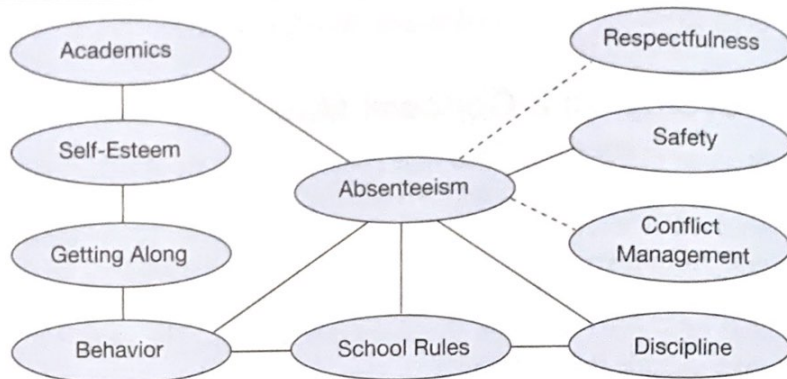 Academics
Respectfulness
Self-Esteem
Safety
Absenteeism
Getting Along
Conflict
Management
Behavior
School Rules
Discipline